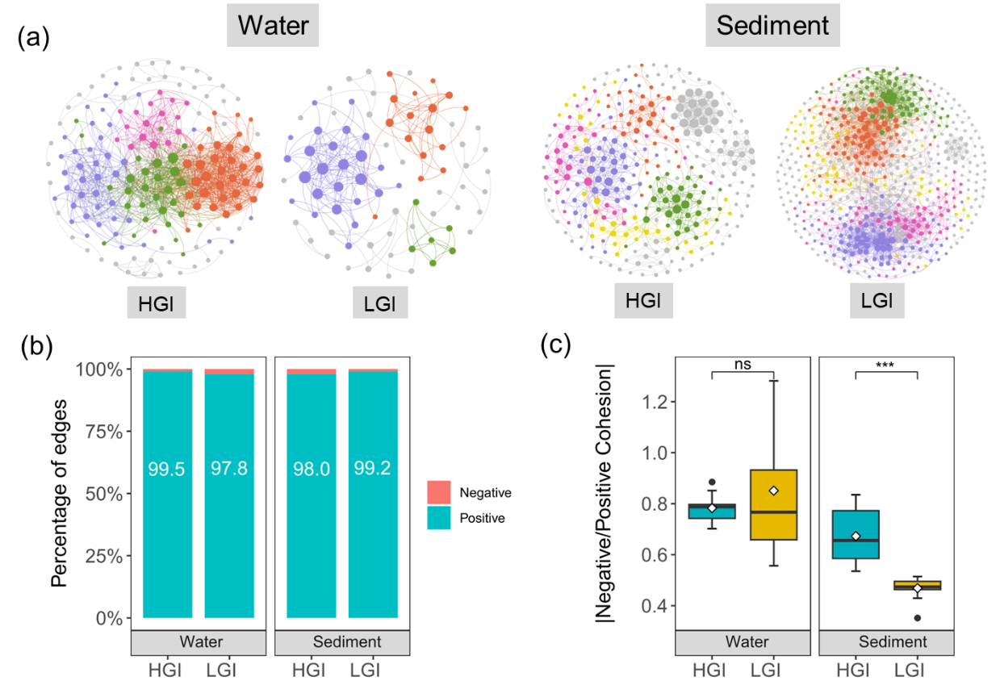 (a)
Water
Sediment
HGI
LGI
HGI
LGI
(b)
Percentage of edges
100%
75%
50%
25%
0%
99.5
97.8
98.0
99.2
Water
Sediment
HGI
LGI
HGI
LGI
Negative
Positive
(c)
|Negative/Positive Cohesion|
1.2
1.0
0.8
0.6
0.4
ns
***
Water
Sediment
HGI
LGI
HGI
LGI